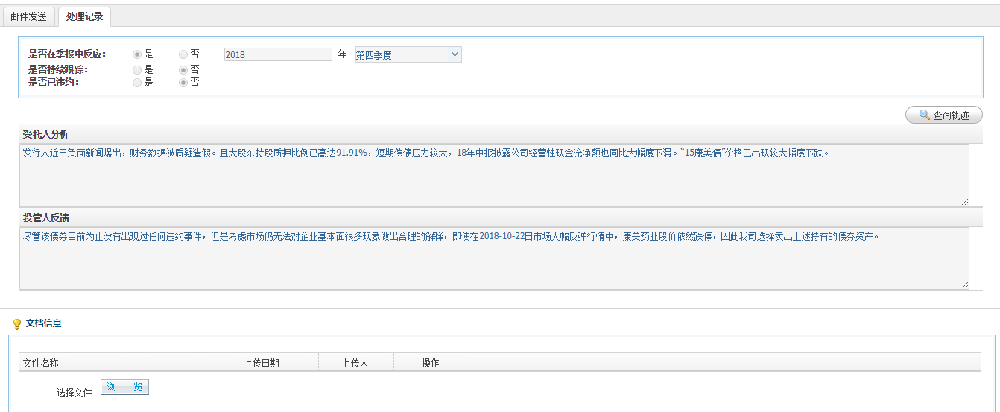 邮件发送 处理记录
是否在季报中反应： 是 否 2018 年 第四季度
是否持续跟踪： 是 否
是否已违约： 是 否
查询轨迹
受托人分析
发行人近日负面新闻爆出，财务数据被质疑造假。且大股东持股质押比例已高达91.91%，短期偿债压力较大，18年中报披露公司经营性现金流净额也同比大幅度下滑。“15康美债”价格已出现较大幅度下跌。
投管人反馈
尽管该债券目前为止没有出现过任何违约事件，但是考虑市场仍无法对企业基本面很多现象做出合理的解释，即使在2018-10-22日市场大幅反弹行情中，康美药业股价依然跌停，因此我司选择卖出上述持有的债券资产。
文档信息
文件名称 上传日期 上传人 操作
选择文件 浏 览